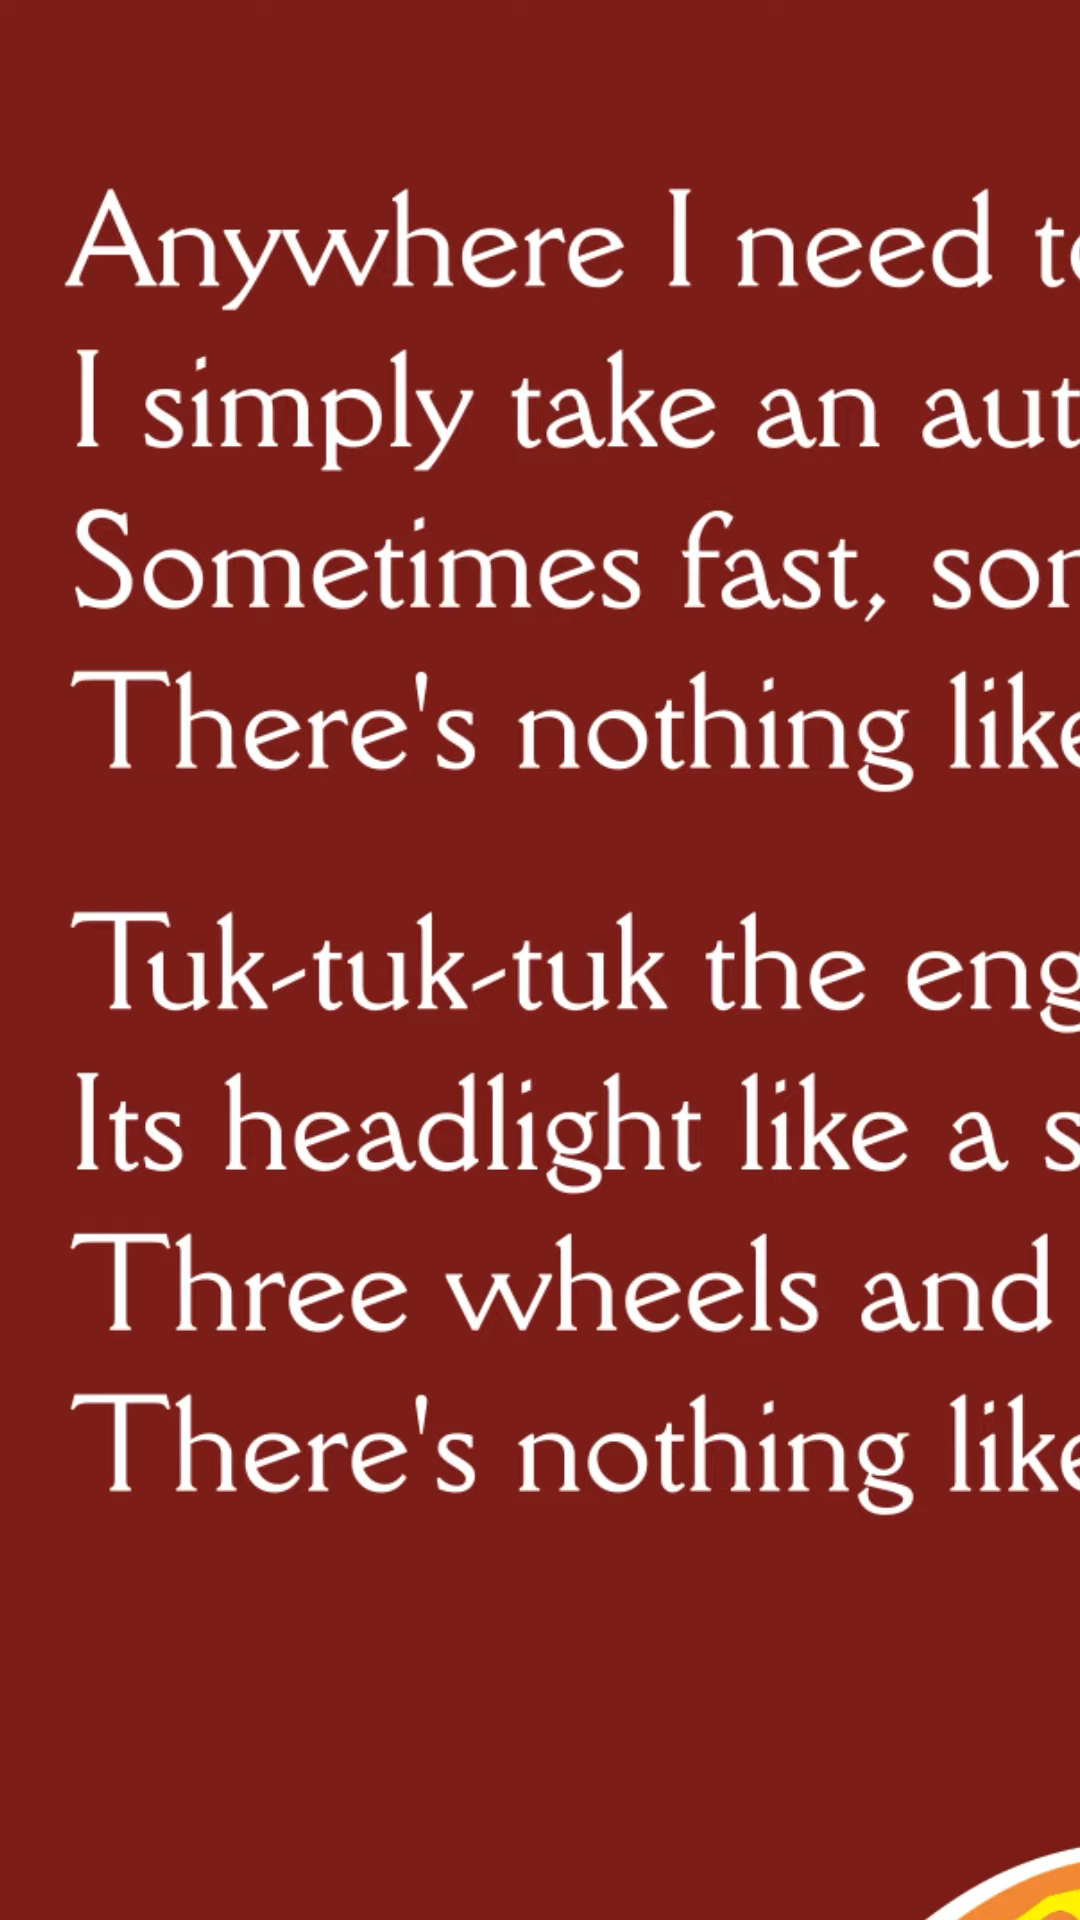 Anywhere I need to
I simply take an aut
Sometimes fast, som
There's nothing like
Tuk-tuk-tuk the eng
Its headlight like a s
Three wheels and
There's nothing like